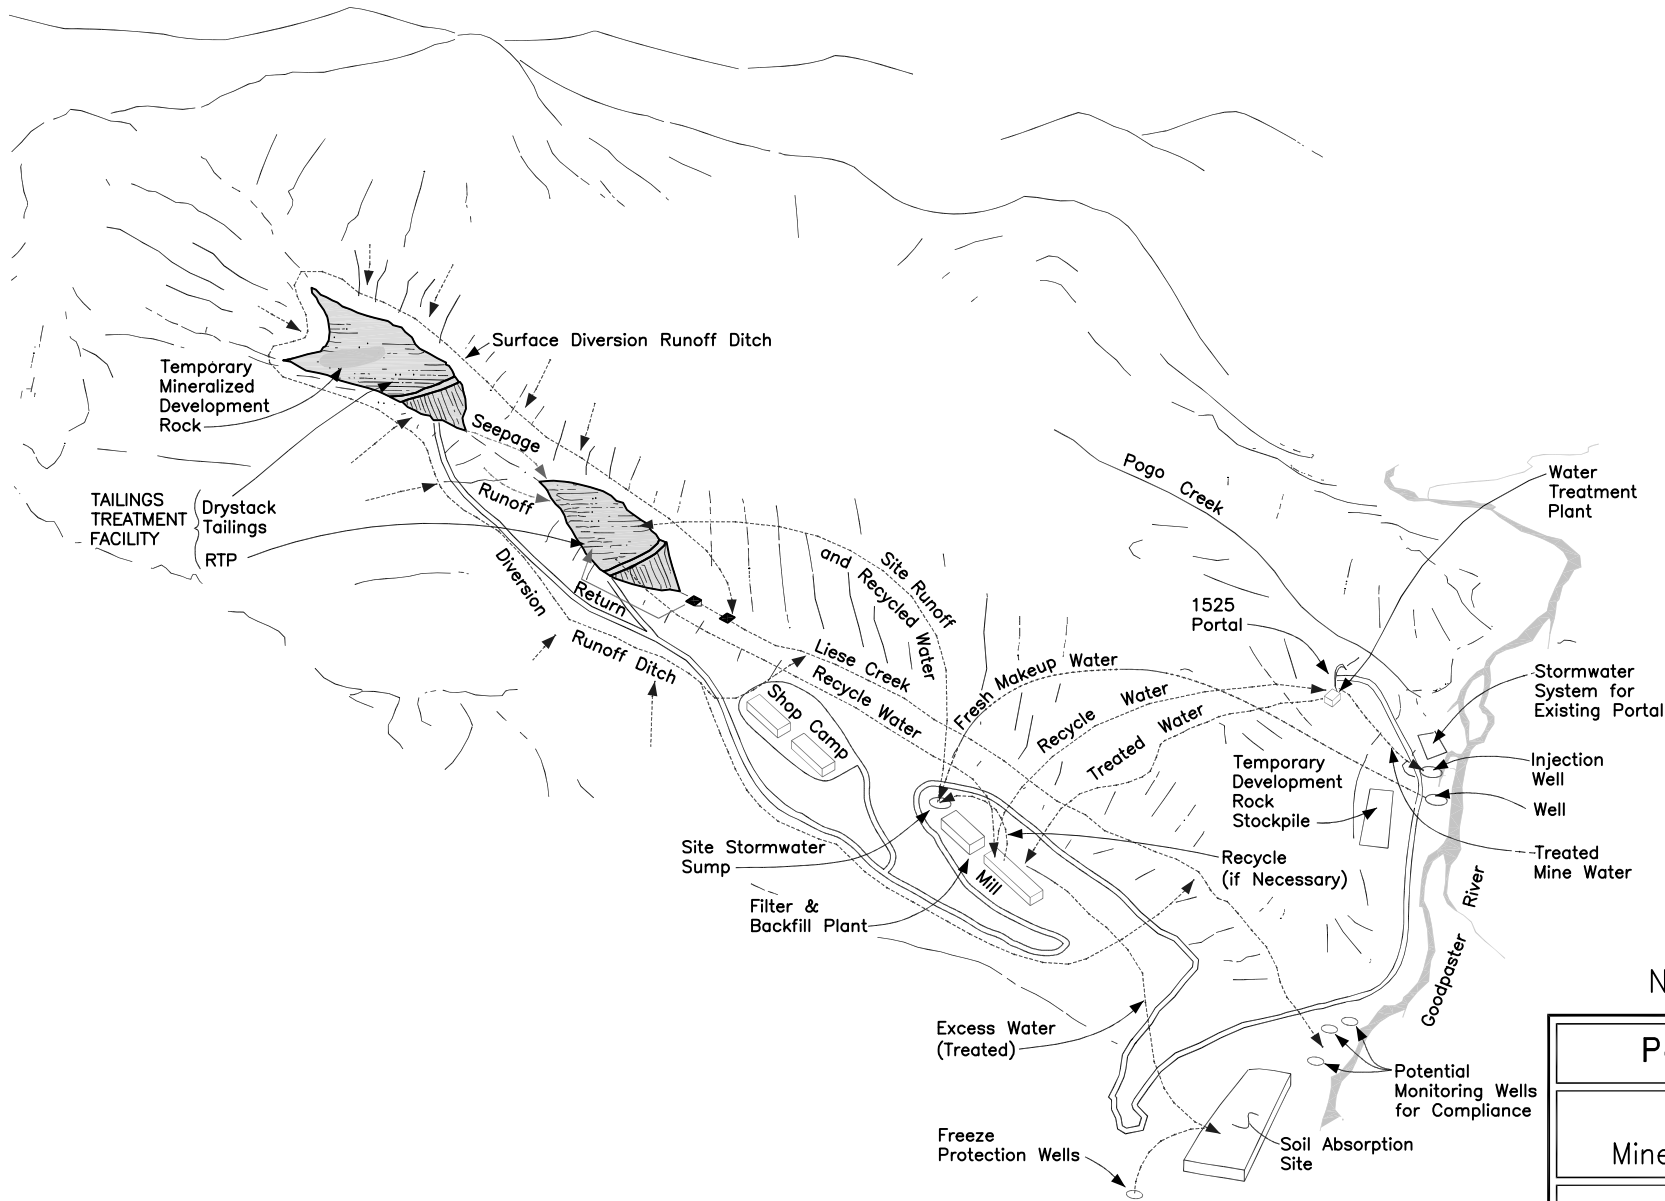 Surface Diversion Runoff Ditch
Temporary
Mineralized
Development
Rock
Seepage
Runoff
TAILINGS
TREATMENT
FACILITY
Drystack
Tailings
RTP
Diversion
Return
Runoff Ditch
Site Runoff
and Recycled Water
Pogo Creek
Water
Treatment
Plant
1525
Portal
Liese Creek
Recycle Water
Fresh Makeup Water
Recycle Water
Treated Water
Shop Camp
Stormwater
System for
Existing Portal
Injection
Well
Well
Temporary
Development
Rock
Stockpile
Treated
Mine Water
Site Stormwater
Sump
Recycle
(if Necessary)
Mill
Filter &
Backfill Plant
Goodpaster River
Excess Water
(Treated)
Potential
Monitoring Wells
for Compliance
Freeze
Protection Wells
Soil Absorption
Site
N
P
Mine